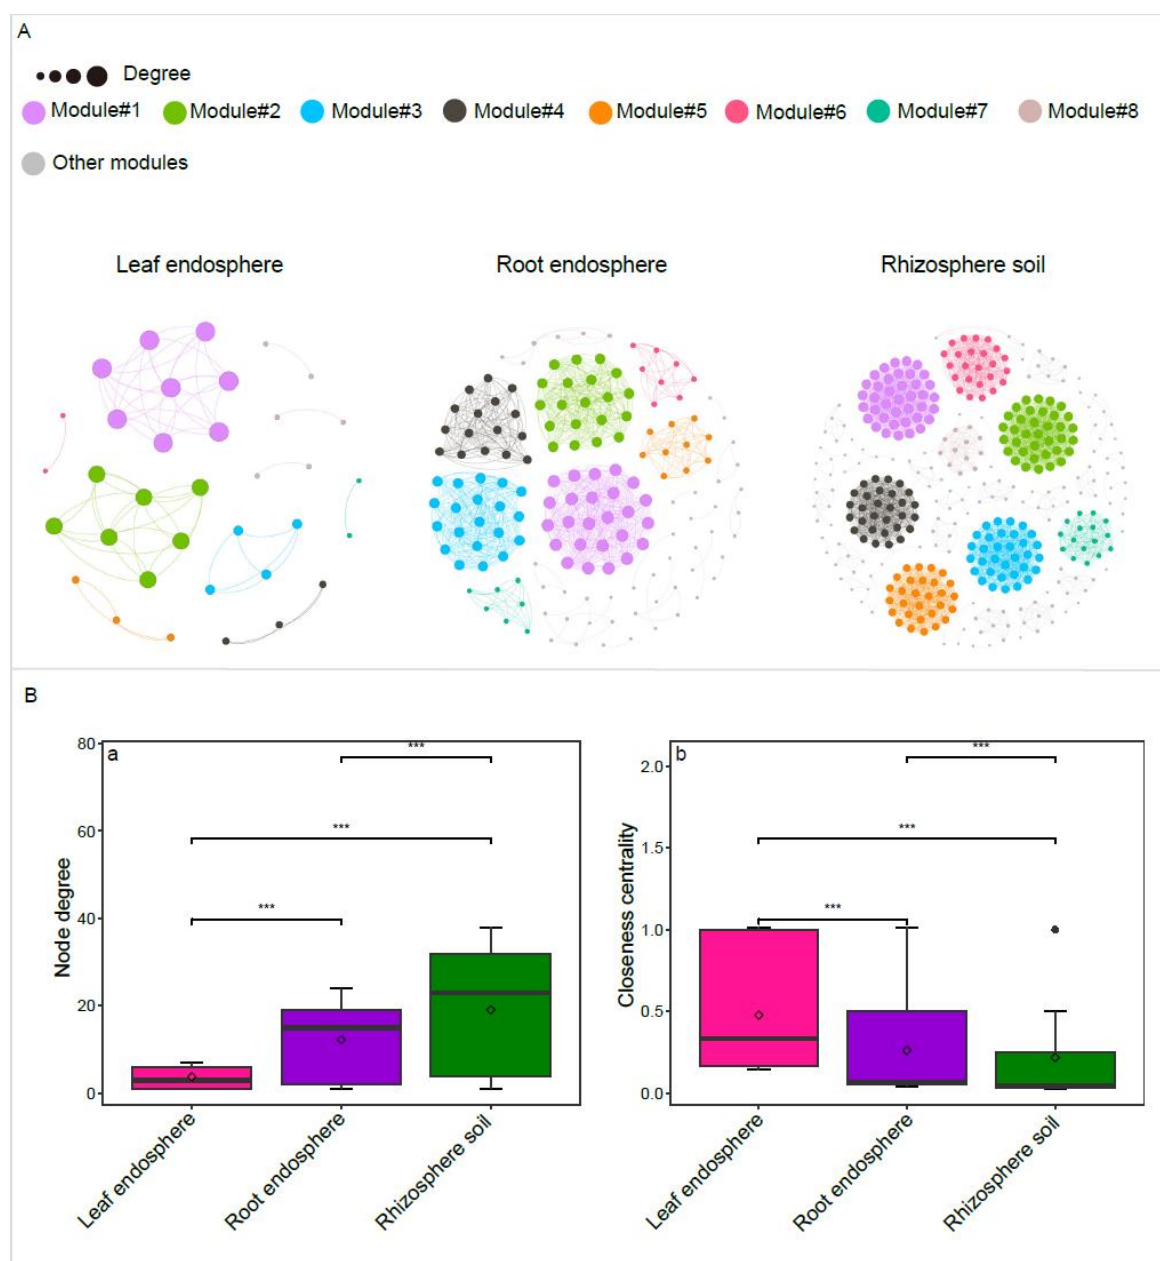 A
Degree
Module#1 Module#2 Module#3 Module#4 Module#5 Module#6 Module#7 Module#8
Other modules
Leaf endosphere Root endosphere Rhizosphere soil
B
a
Node degree
80
60
40
20
0
***
***
***
Leaf endosphere
Root endosphere
Rhizosphere soil
b
Closeness centrality
2.0
1.5
1.0
0.5
0.0
***
***
***
Leaf endosphere
Root endosphere
Rhizosphere soil